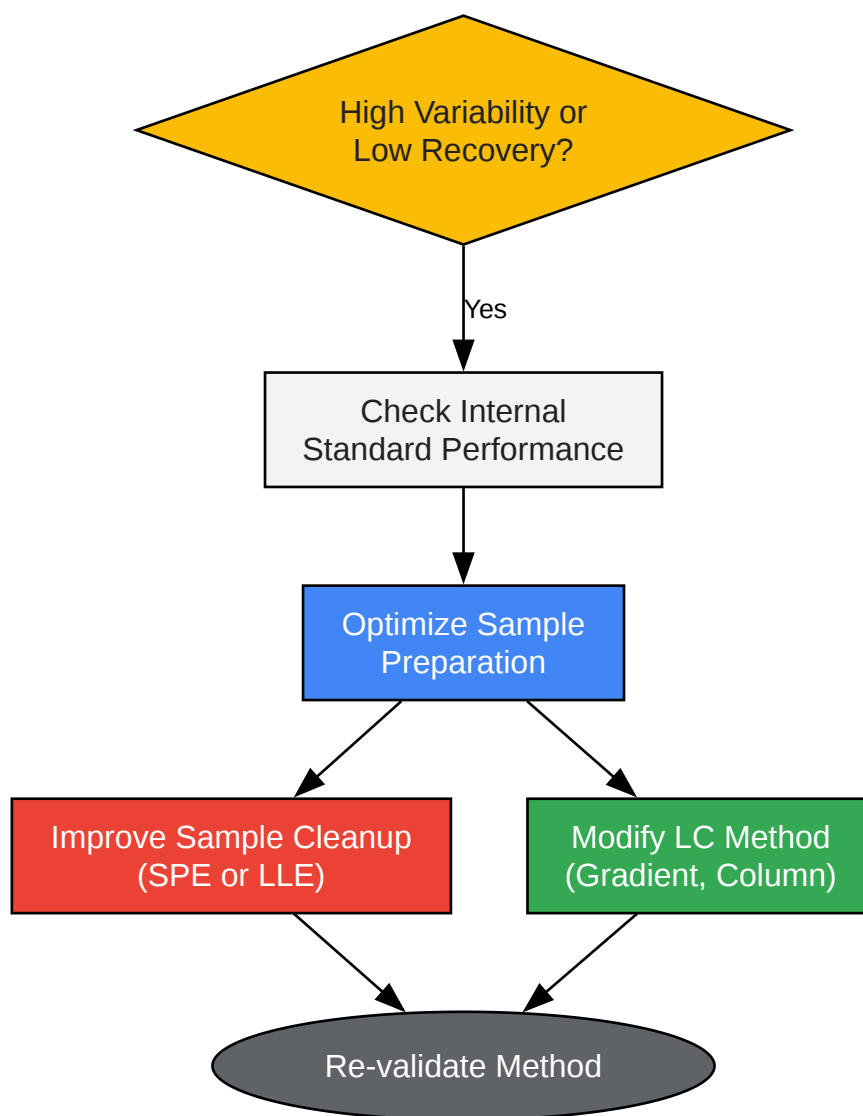 High Variability or
Low Recovery?
Yes
Check Internal
Standard Performance
Optimize Sample
Preparation
Improve Sample Cleanup
(SPE or LLE)
Modify LC Method
(Gradient, Column)
Re-validate Method